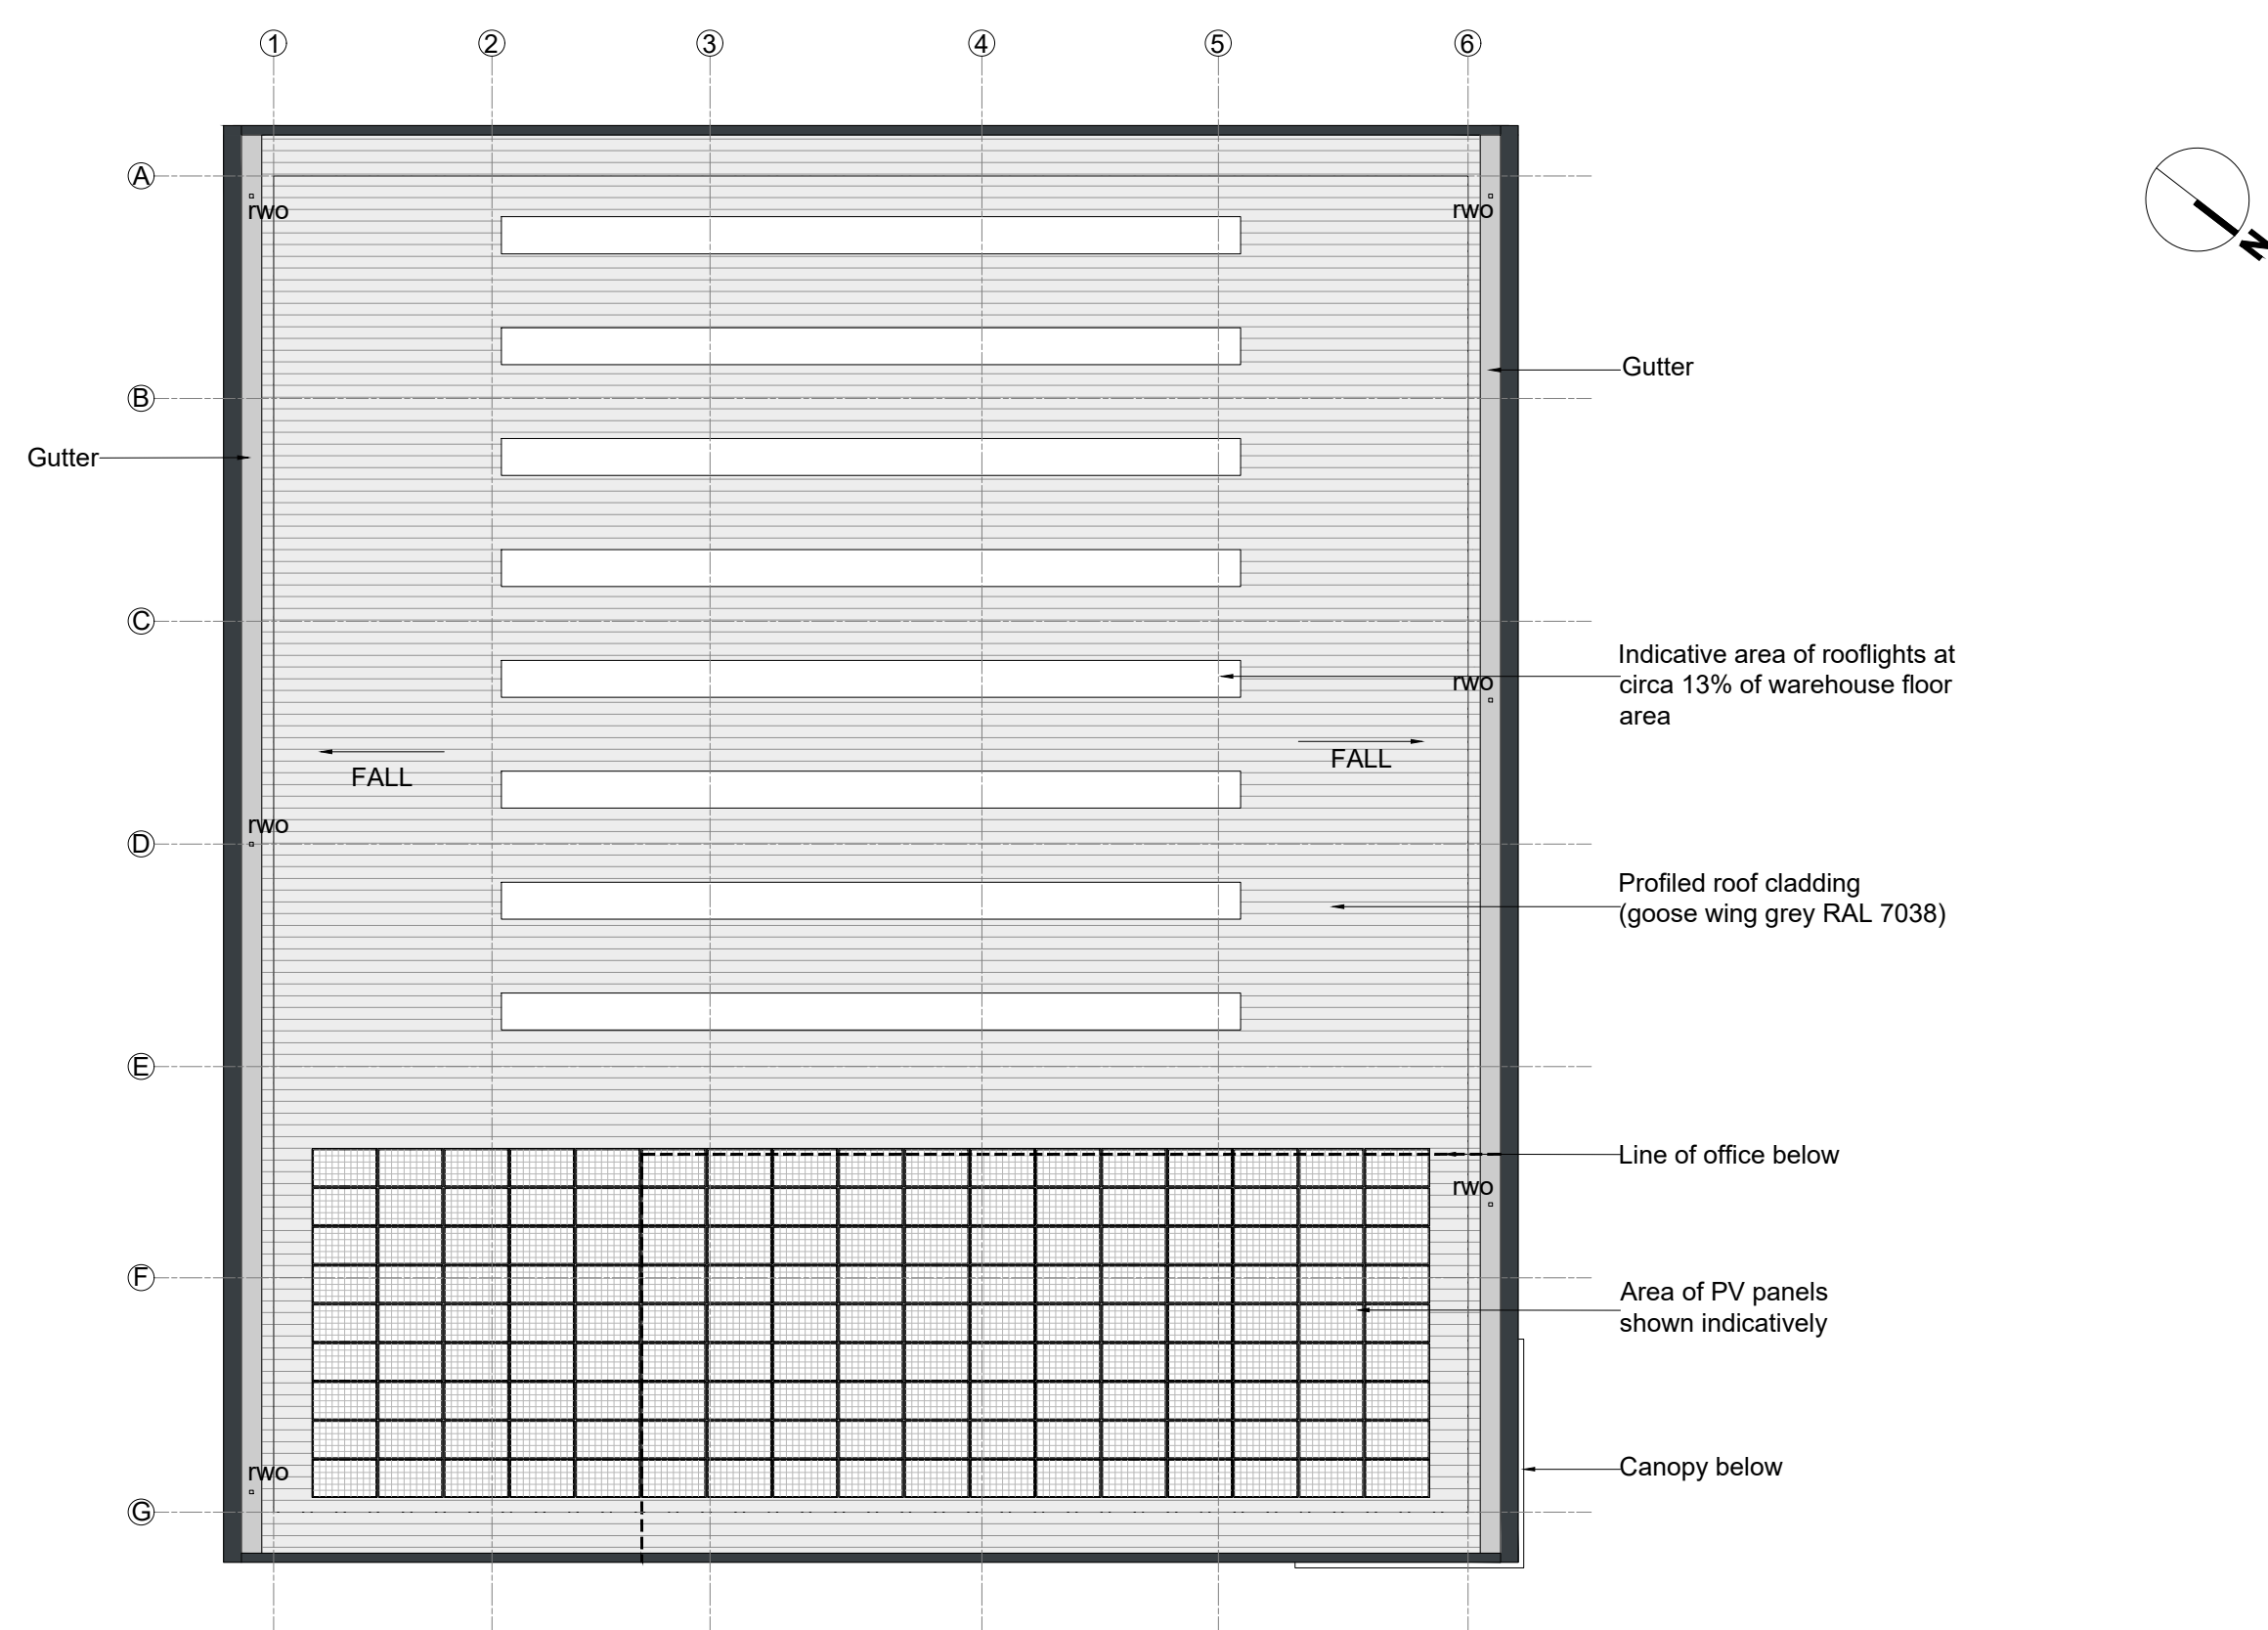 1 2 3 4 5 6
A
N
rwo rwo
Gutter
B
Gutter
C
Indicative area of rooflights at
circa 13% of warehouse floor
area
rwo
FALL
FALL
rwo
D
Profiled roof cladding
(goose wing grey RAL 7038)
E
Line of office below
rwo
F
Area of PV panels
shown indicatively
Canopy below
rwo
G